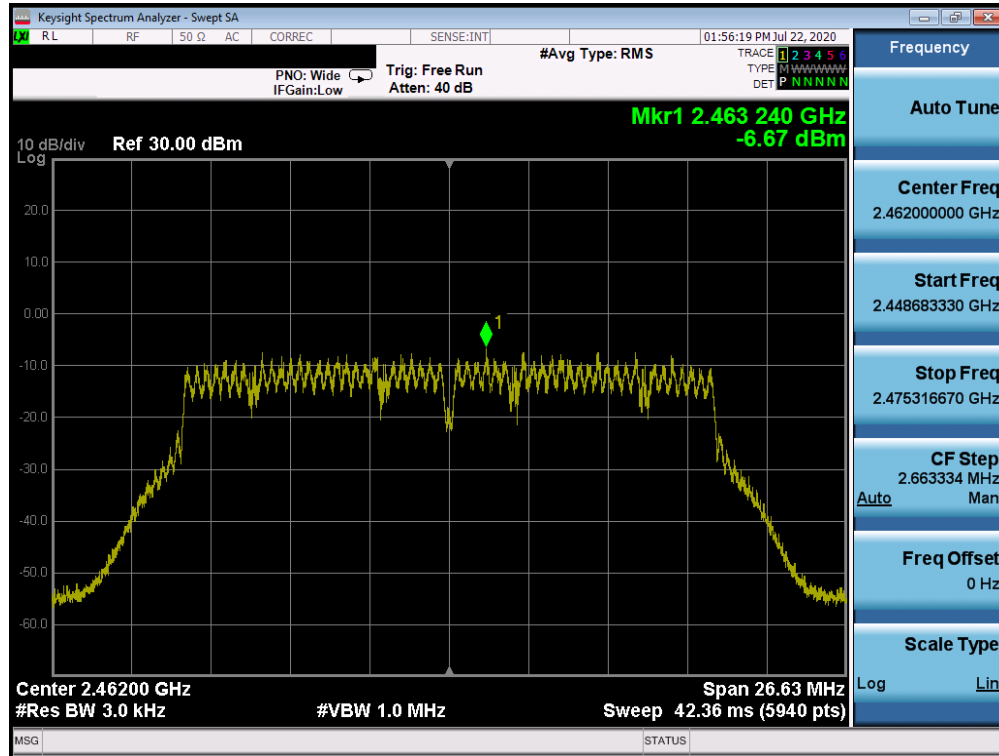 Keysight Spectrum Analyzer - Swept SA
LXI RL RF 50 Ω AC CORREC SENSE:INT 01:56:19 PM Jul 22, 2020
#Avg Type: RMS
TRACE 1 2 3 4 5 6
TYPE M WWWWW
DET P N N N N N
PNO: Wide
IFGain:Low
Trig: Free Run
Atten: 40 dB
Mkr1 2.463 240 GHz
-6.67 dBm
10 dB/div Ref 30.00 dBm
Log
20.0
10.0
0.00
-10.0
-20.0
-30.0
-40.0
-50.0
-60.0
1
Center 2.46200 GHz
Span 26.63 MHz
#Res BW 3.0 kHz
#VBW 1.0 MHz
Sweep 42.36 ms (5940 pts)
MSG
STATUS
Frequency
Auto Tune
Center Freq
2.462000000 GHz
Start Freq
2.448683330 GHz
Stop Freq
2.475316670 GHz
CF Step
2.663334 MHz
Auto Man
Freq Offset
0 Hz
Scale Type
Log Lin